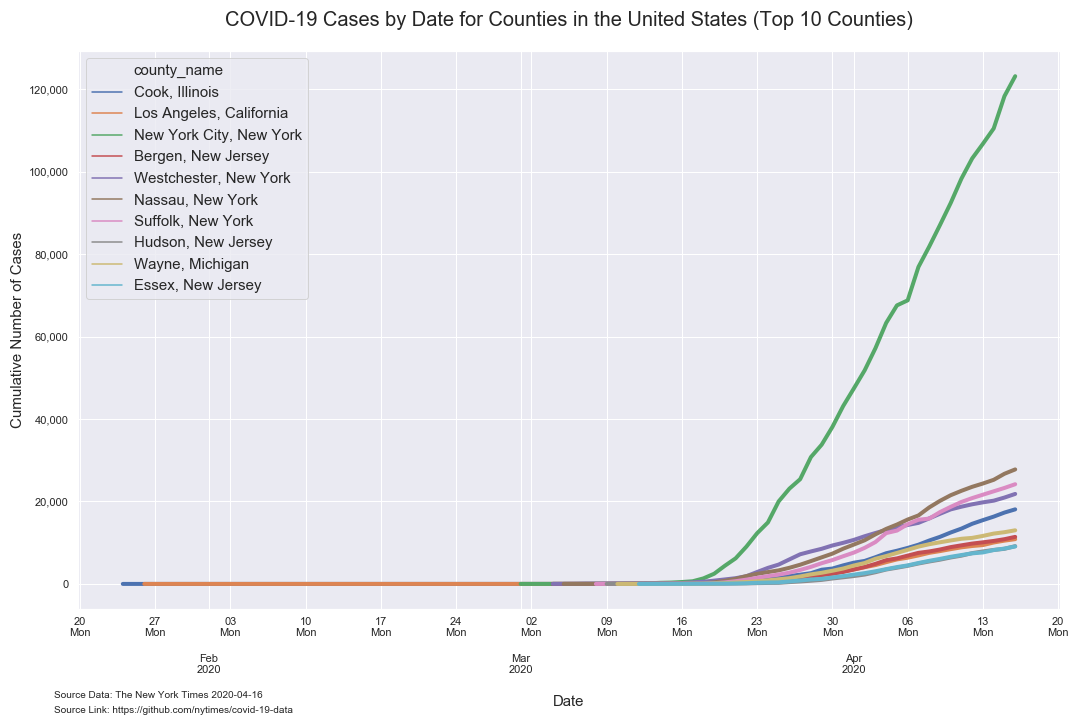 COVID-19 Cases by Date for Counties in the United States (Top 10 Counties)
county_name
Cook, Illinois
Los Angeles, California
New York City, New York
Bergen, New Jersey
Westchester, New York
Nassau, New York
Suffolk, New York
Hudson, New Jersey
Wayne, Michigan
Essex, New Jersey
Cumulative Number of Cases
120,000
100,000
80,000
60,000
40,000
20,000
0
20 27 03 10 17 24 02 09 16 23 30 06 13 20
Mon Mon Mon Mon Mon Mon Mon Mon Mon Mon Mon Mon Mon Mon
Feb Mar Apr
2020 2020 2020
Date
Source Data: The New York Times 2020-04-16
Source Link: https://github.com/nytimes/covid-19-data